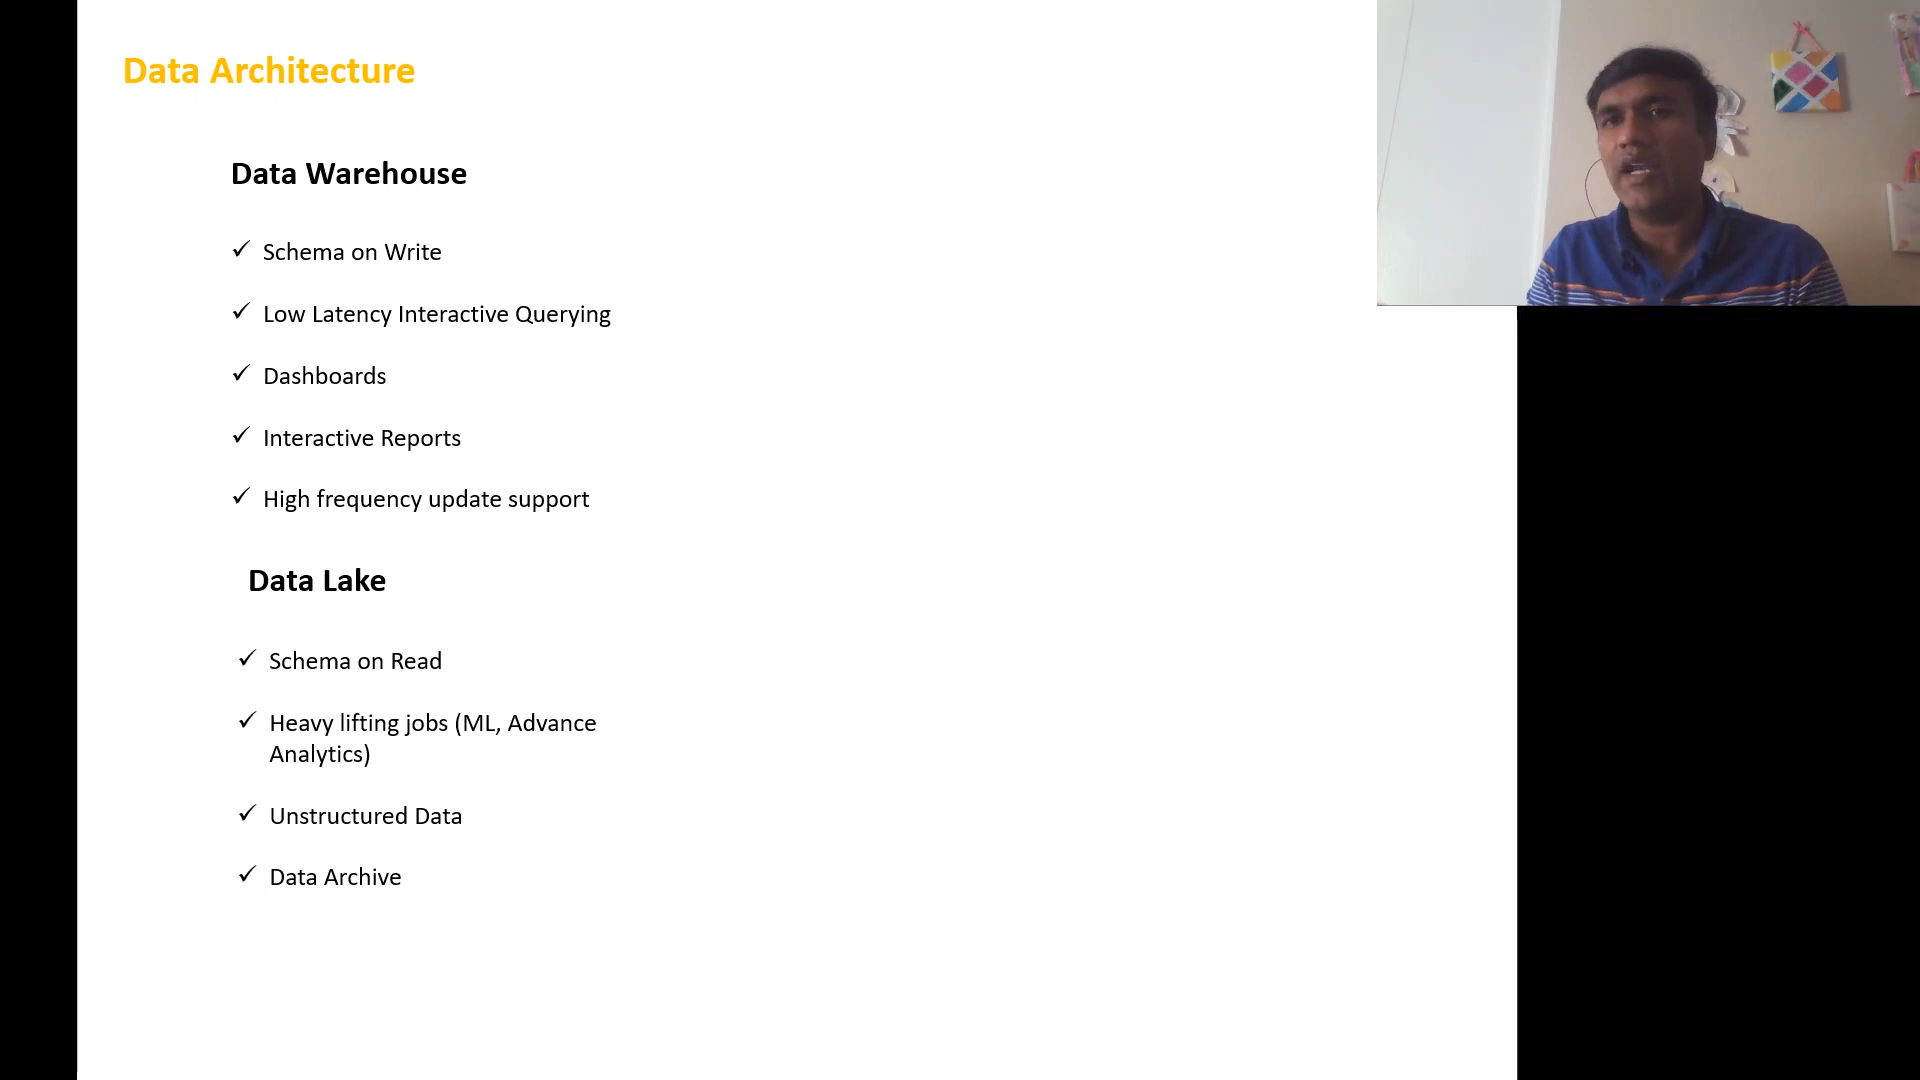 Data Architecture
Data Warehouse
✓ Schema on Write
✓ Low Latency Interactive Querying
✓ Dashboards
✓ Interactive Reports
✓ High frequency update support
Data Lake
✓ Schema on Read
✓ Heavy lifting jobs (ML, Advance
Analytics)
✓ Unstructured Data
✓ Data Archive